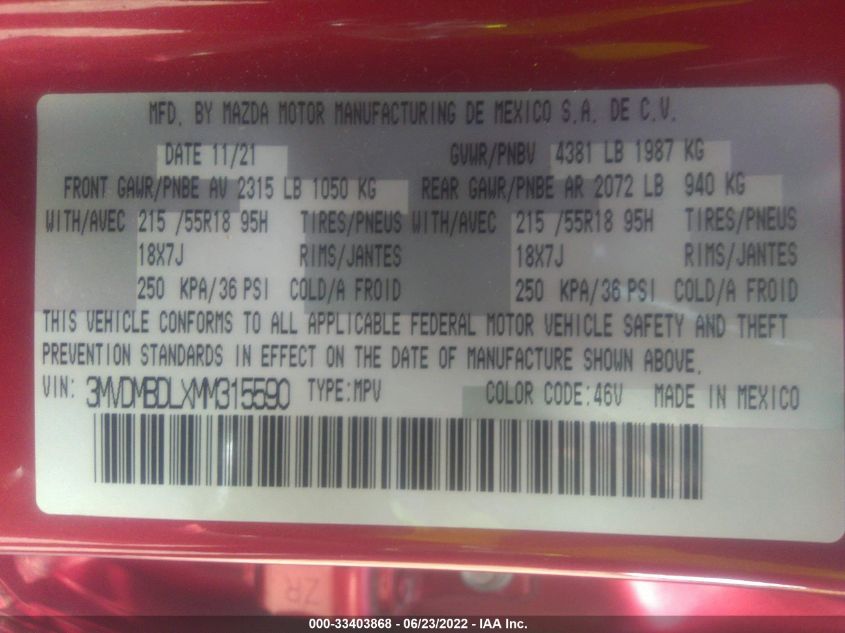 MFD. BY MAZDA MOTOR MANUFACTURING DE MEXICO S.A. DE C.V.
DATE 11/21 GVWR/PNBV 4381 LB 1987 KG
FRONT GAWR/PNBE AV 2315 LB 1050 KG REAR GAWR/PNBE AR 2072 LB 940 KG
WITH/AVEC 215 /55R18 95H TIRES/PNEUS WITH/AVEC 215 /55R18 95H TIRES/PNEUS
18X7J RIMS/JANTES 18X7J RIMS/JANTES
250 KPA/36 PSI COLD/A FROID 250 KPA/36 PSI COLD/A FROID
THIS VEHICLE CONFORMS TO ALL APPLICABLE FEDERAL MOTOR VEHICLE SAFETY AND THEFT
PREVENTION STANDARDS IN EFFECT ON THE DATE OF MANUFACTURE SHOWN ABOVE.
VIN: 3MVDMBDLXMM315590 TYPE:MPV COLOR CODE:46V MADE IN MEXICO
ZR
000-33403868 - 06/23/2022 - IAA Inc.